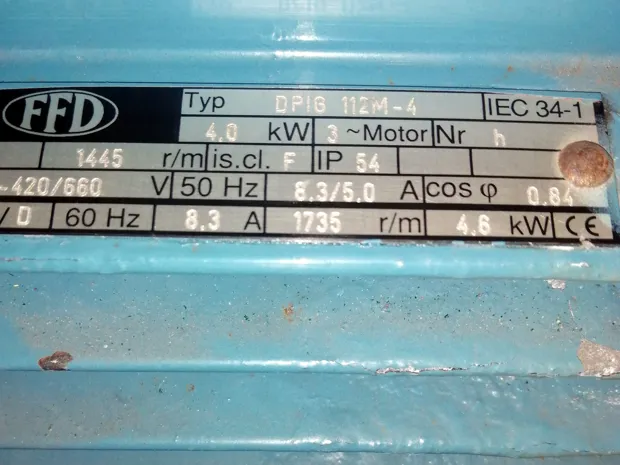 FFD Typ DPIG 112M-4 IEC 34-1
4.0 kW 3~Motor Nr h
1445 r/m is.cl. F IP 54
-420/660 V 50 Hz 8.3/5.0 A cos φ 0.84
V D 60 Hz 8.3 A 1735 r/m 4.6 kW CE